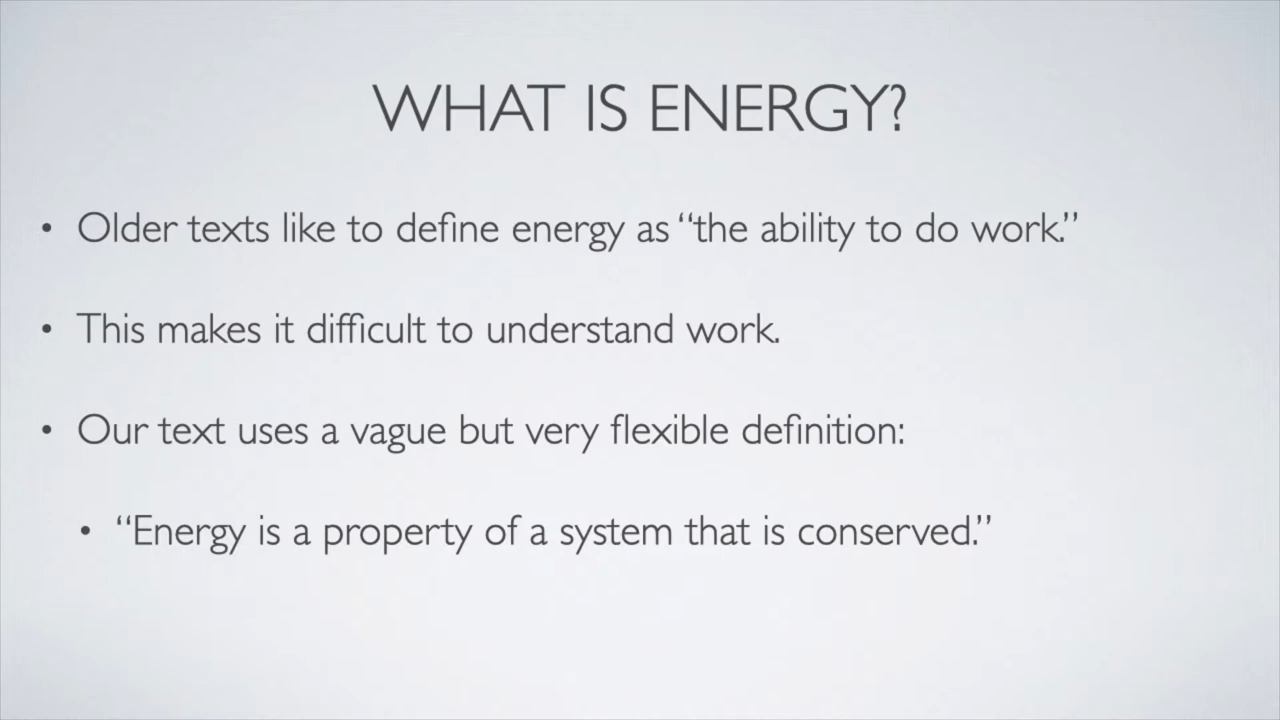 WHAT IS ENERGY?
• Older texts like to define energy as “the ability to do work.”
• This makes it difficult to understand work.
• Our text uses a vague but very flexible definition:
• “Energy is a property of a system that is conserved.”